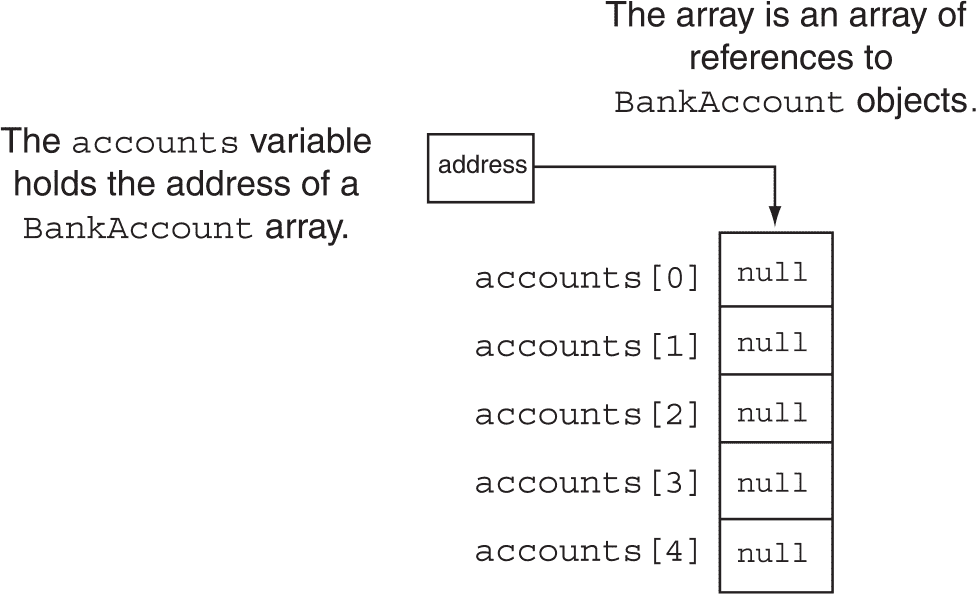 The array is an array of
references to
BankAccount objects.
The accounts variable
holds the address of a
BankAccount array.
address
accounts[0] null
accounts[1] null
accounts[2] null
accounts[3] null
accounts[4] null